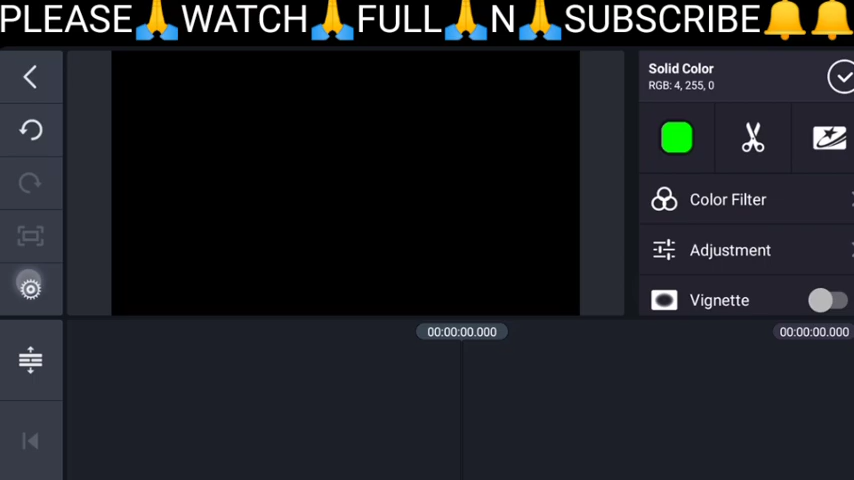 PLEASE🙏WATCH🙏FULL🙏N🙏SUBSCRIBE🔔🔔
Solid Color
RGB: 4, 255, 0
Color Filter
Adjustment
Vignette
00:00:00.000
00:00:00.000